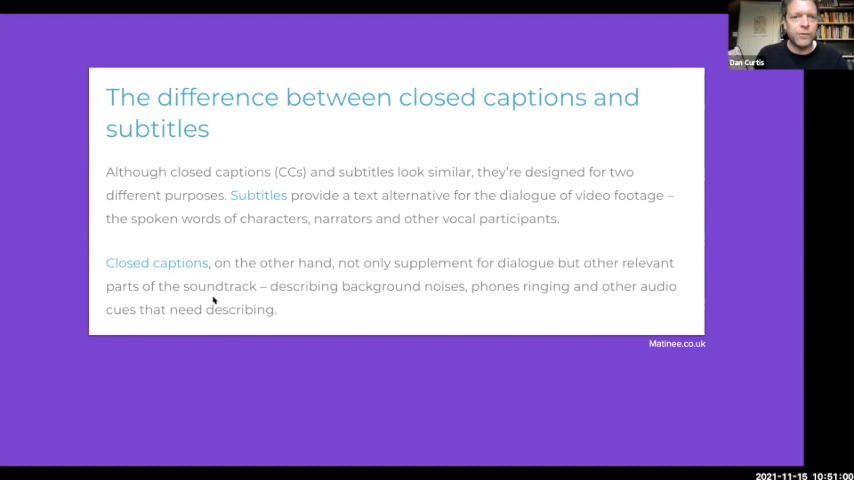 Dan Curtis
The difference between closed captions and
subtitles
Although closed captions (CCs) and subtitles look similar, they're designed for two
different purposes. Subtitles provide a text alternative for the dialogue of video footage –
the spoken words of characters, narrators and other vocal participants.
Closed captions, on the other hand, not only supplement for dialogue but other relevant
parts of the soundtrack – describing background noises, phones ringing and other audio
cues that need describing.
Matinee.co.uk
2021-11-15 10:51:00